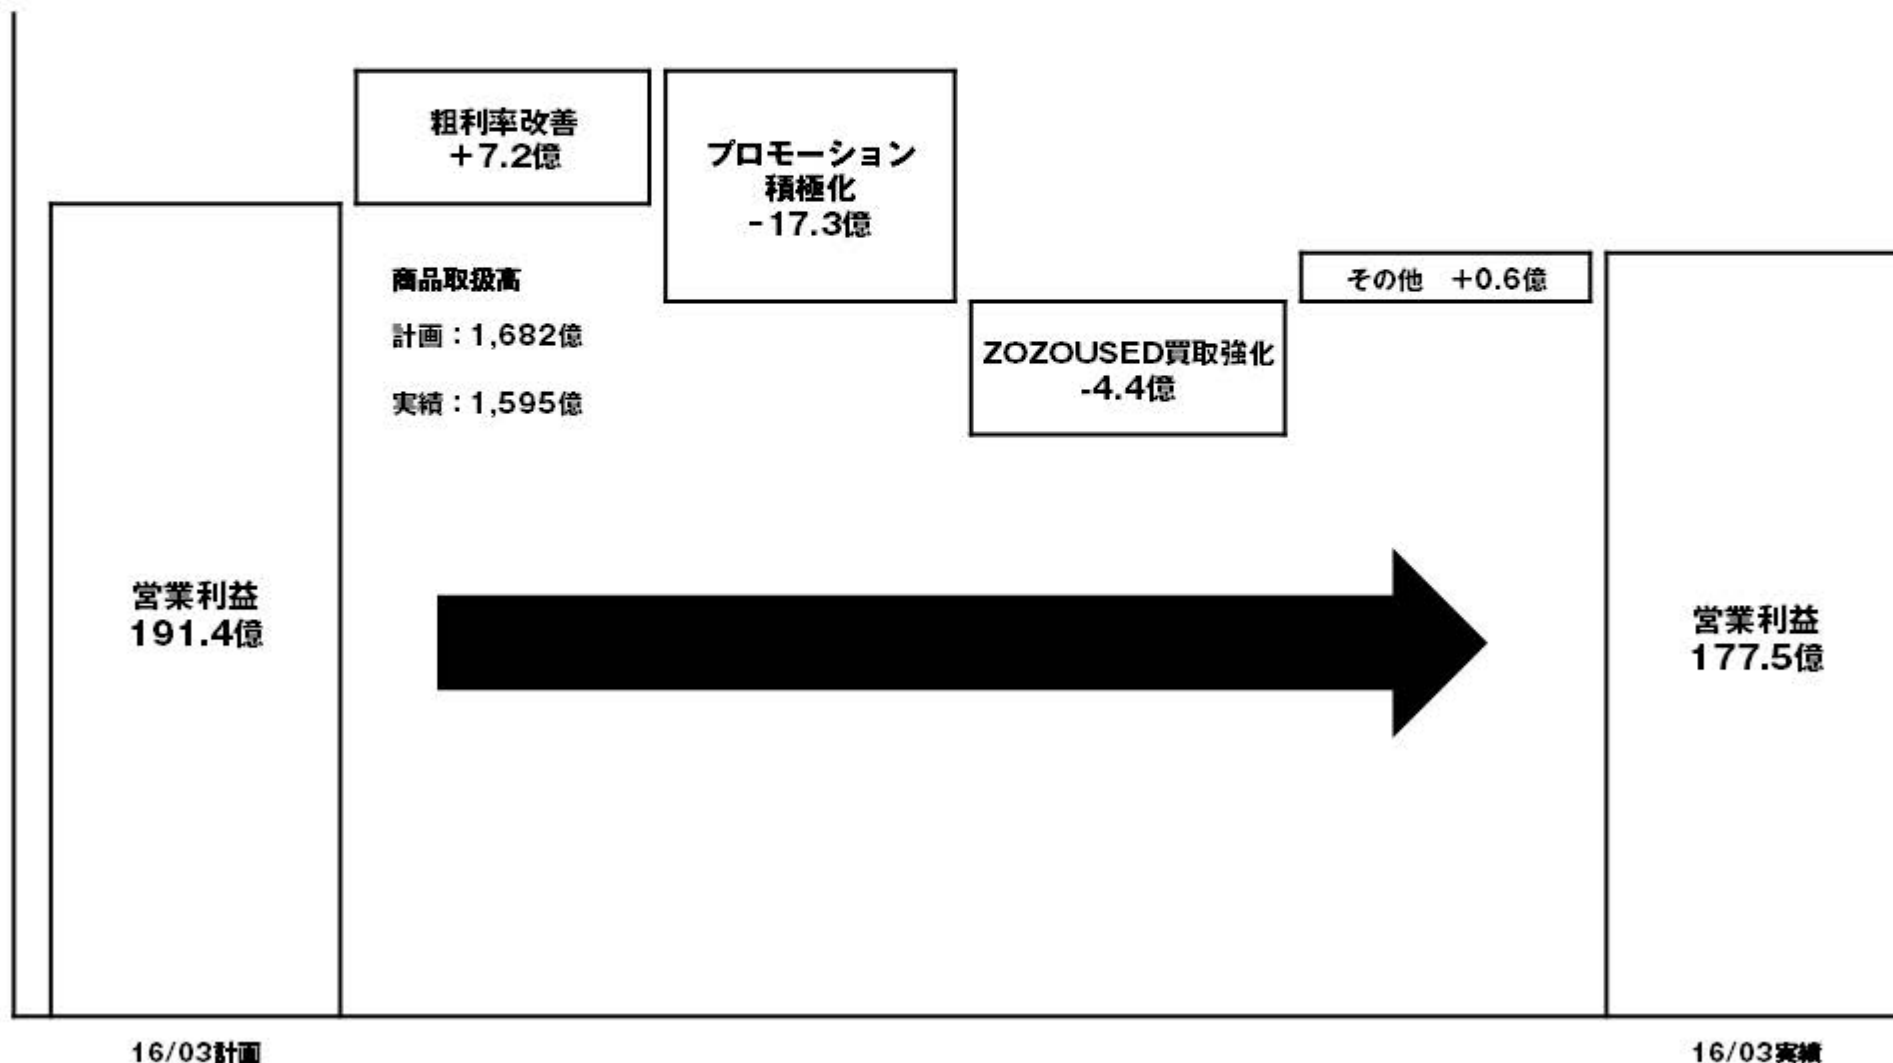 粗利率改善
+7.2億
プロモーション
積極化
-17.3億
商品取扱高
計画：1,682億
実績：1,595億
その他　+0.6億
ZOZOUSED買取強化
-4.4億
営業利益
191.4億
営業利益
177.5億
16/03計画
16/03実績